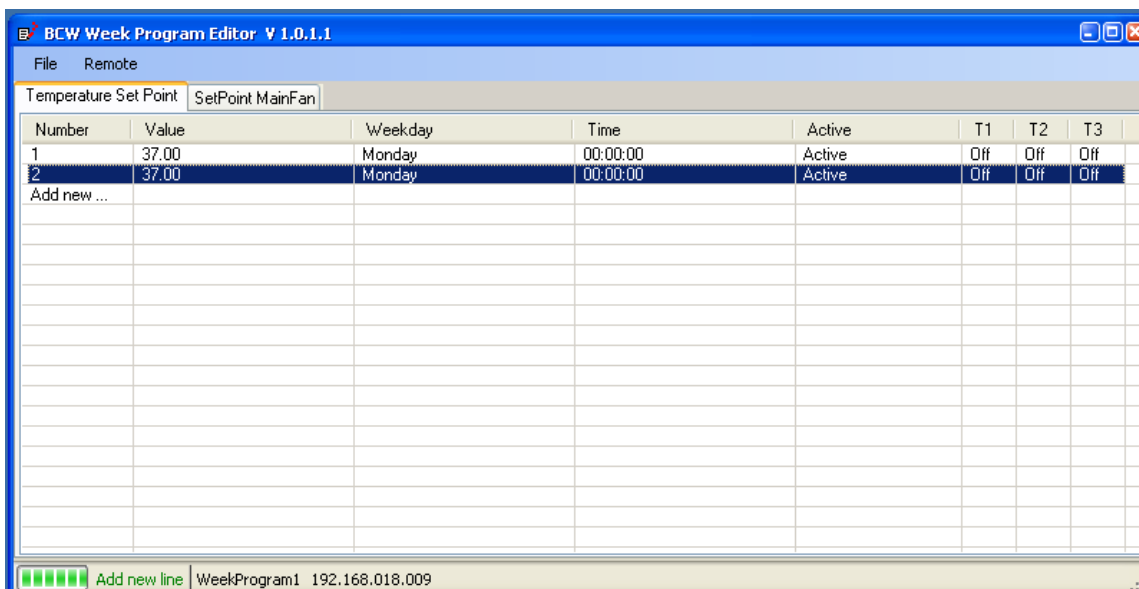 BCW Week Program Editor V 1.0.1.1
File Remote
Temperature Set Point SetPoint MainFan
Number Value Weekday Time Active T1 T2 T3
1 37.00 Monday 00:00:00 Active Off Off Off
2 37.00 Monday 00:00:00 Active Off Off Off
Add new ...
Add new line WeekProgram1 192.168.018.009